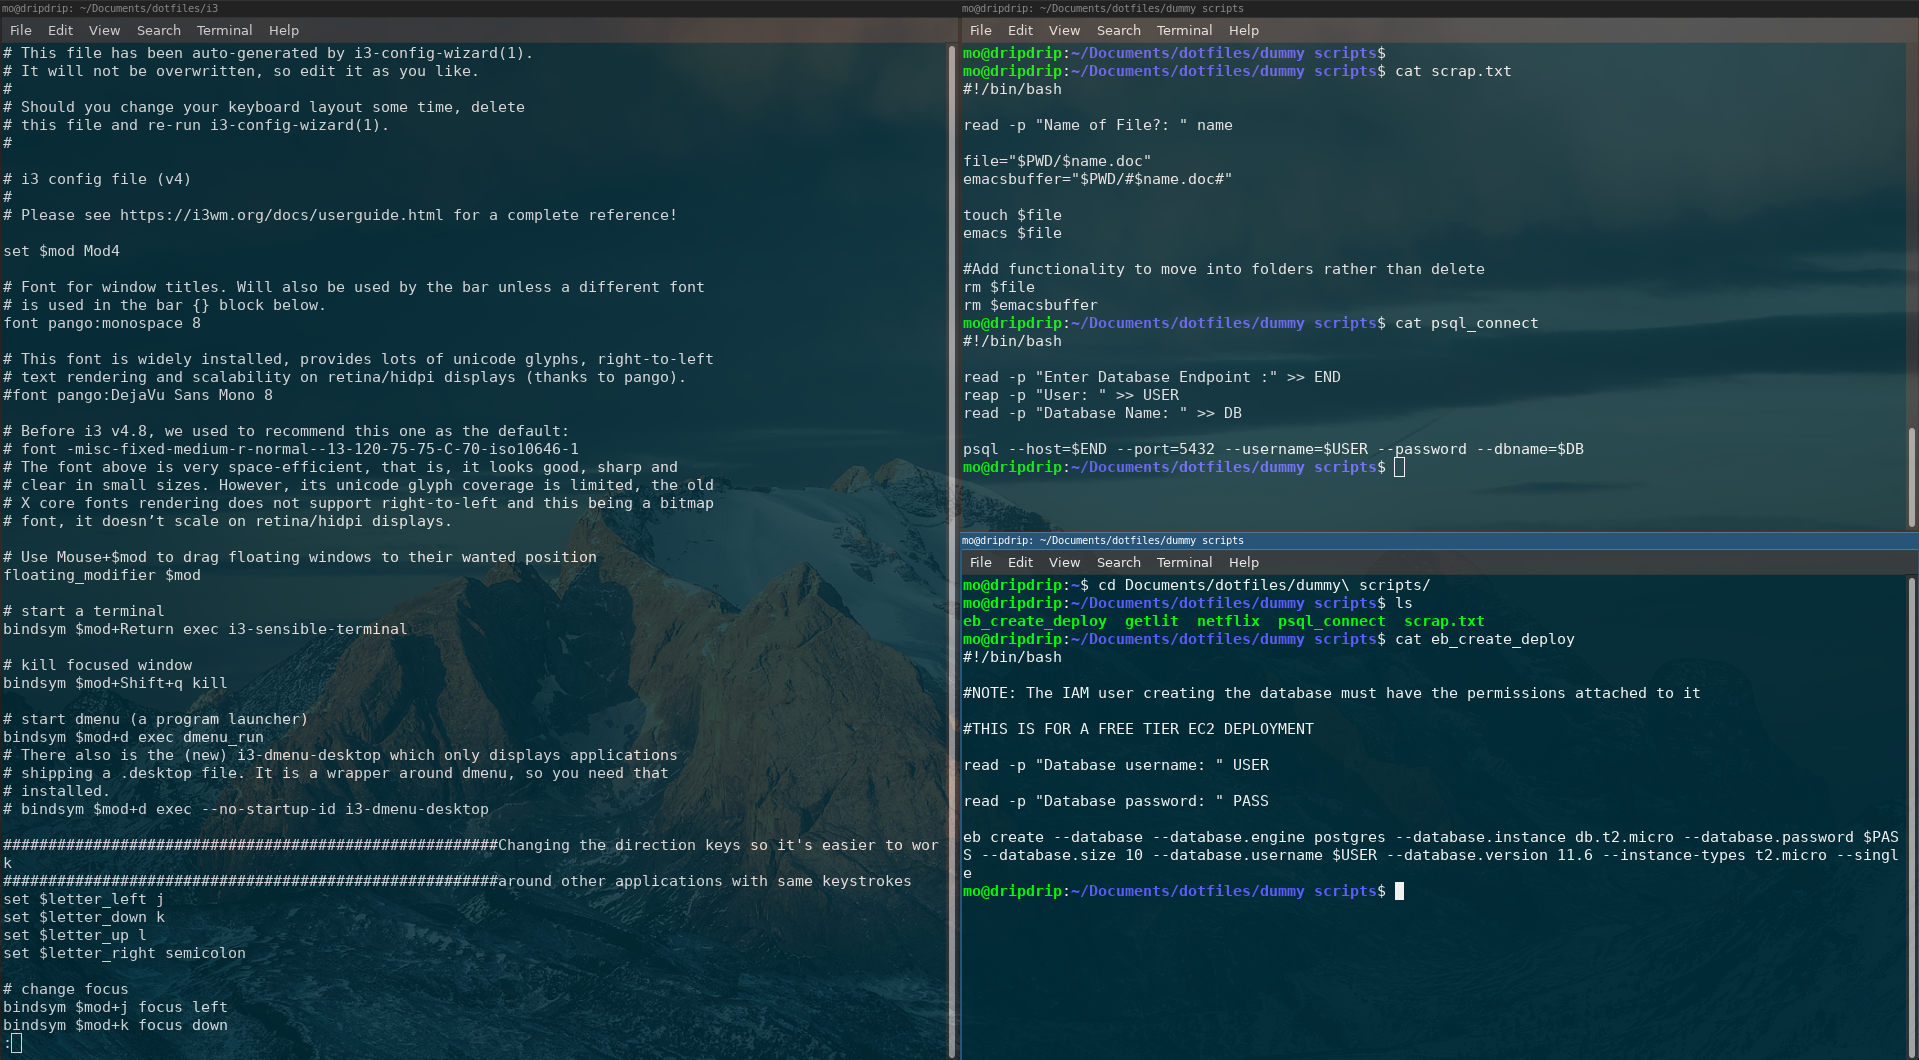 mo@dripdrip: ~/Documents/dotfiles/i3
File Edit View Search Terminal Help
# This file has been auto-generated by i3-config-wizard(1).
# It will not be overwritten, so edit it as you like.
#
# Should you change your keyboard layout some time, delete
# this file and re-run i3-config-wizard(1).
#
# i3 config file (v4)
#
# Please see https://i3wm.org/docs/userguide.html for a complete reference!
set $mod Mod4
# Font for window titles. Will also be used by the bar unless a different font
# is used in the bar {} block below.
font pango:monospace 8
# This font is widely installed, provides lots of unicode glyphs, right-to-left
# text rendering and scalability on retina/hidpi displays (thanks to pango).
#font pango:DejaVu Sans Mono 8
# Before i3 v4.8, we used to recommend this one as the default:
# font -misc-fixed-medium-r-normal--13-120-75-75-C-70-iso10646-1
# The font above is very space-efficient, that is, it looks good, sharp and
# clear in small sizes. However, its unicode glyph coverage is limited, the old
# X core fonts rendering does not support right-to-left and this being a bitmap
# font, it doesn’t scale on retina/hidpi displays.
# Use Mouse+$mod to drag floating windows to their wanted position
floating_modifier $mod
# start a terminal
bindsym $mod+Return exec i3-sensible-terminal
# kill focused window
bindsym $mod+Shift+q kill
# start dmenu (a program launcher)
bindsym $mod+d exec dmenu_run
# There also is the (new) i3-dmenu-desktop which only displays applications
# shipping a .desktop file. It is a wrapper around dmenu, so you need that
# installed.
# bindsym $mod+d exec --no-startup-id i3-dmenu-desktop
#######################################################Changing the direction keys so it's easier to wor
k
#######################################################around other applications with same keystrokes
set $letter_left j
set $letter_down k
set $letter_up l
set $letter_right semicolon
# change focus
bindsym $mod+j focus left
bindsym $mod+k focus down
:
mo@dripdrip: ~/Documents/dotfiles/dummy scripts
File Edit View Search Terminal Help
mo@dripdrip:~/Documents/dotfiles/dummy scripts$
mo@dripdrip:~/Documents/dotfiles/dummy scripts$ cat scrap.txt
#!/bin/bash
read -p "Name of File?: " name
file="$PWD/$name.doc"
emacsbuffer="$PWD/#$name.doc#"
touch $file
emacs $file
#Add functionality to move into folders rather than delete
rm $file
rm $emacsbuffer
mo@dripdrip:~/Documents/dotfiles/dummy scripts$ cat psql_connect
#!/bin/bash
read -p "Enter Database Endpoint :" >> END
reap -p "User: " >> USER
read -p "Database Name: " >> DB
psql --host=$END --port=5432 --username=$USER --password --dbname=$DB
mo@dripdrip:~/Documents/dotfiles/dummy scripts$
mo@dripdrip: ~/Documents/dotfiles/dummy scripts
File Edit View Search Terminal Help
mo@dripdrip:~$ cd Documents/dotfiles/dummy\ scripts/
mo@dripdrip:~/Documents/dotfiles/dummy scripts$ ls
eb_create_deploy getlit netflix psql_connect scrap.txt
mo@dripdrip:~/Documents/dotfiles/dummy scripts$ cat eb_create_deploy
#!/bin/bash
#NOTE: The IAM user creating the database must have the permissions attached to it
#THIS IS FOR A FREE TIER EC2 DEPLOYMENT
read -p "Database username: " USER
read -p "Database password: " PASS
eb create --database --database.engine postgres --database.instance db.t2.micro --database.password $PAS
S --database.size 10 --database.username $USER --database.version 11.6 --instance-types t2.micro --singl
e
mo@dripdrip:~/Documents/dotfiles/dummy scripts$